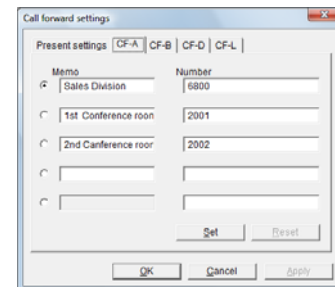 Call forward settings
Present settings CF-A CF-B CF-D CF-L
Memo Number
Sales Division 6800
1st Conference roon 2001
2nd Canference roor 2002
Set Reset
OK Cancel Apply